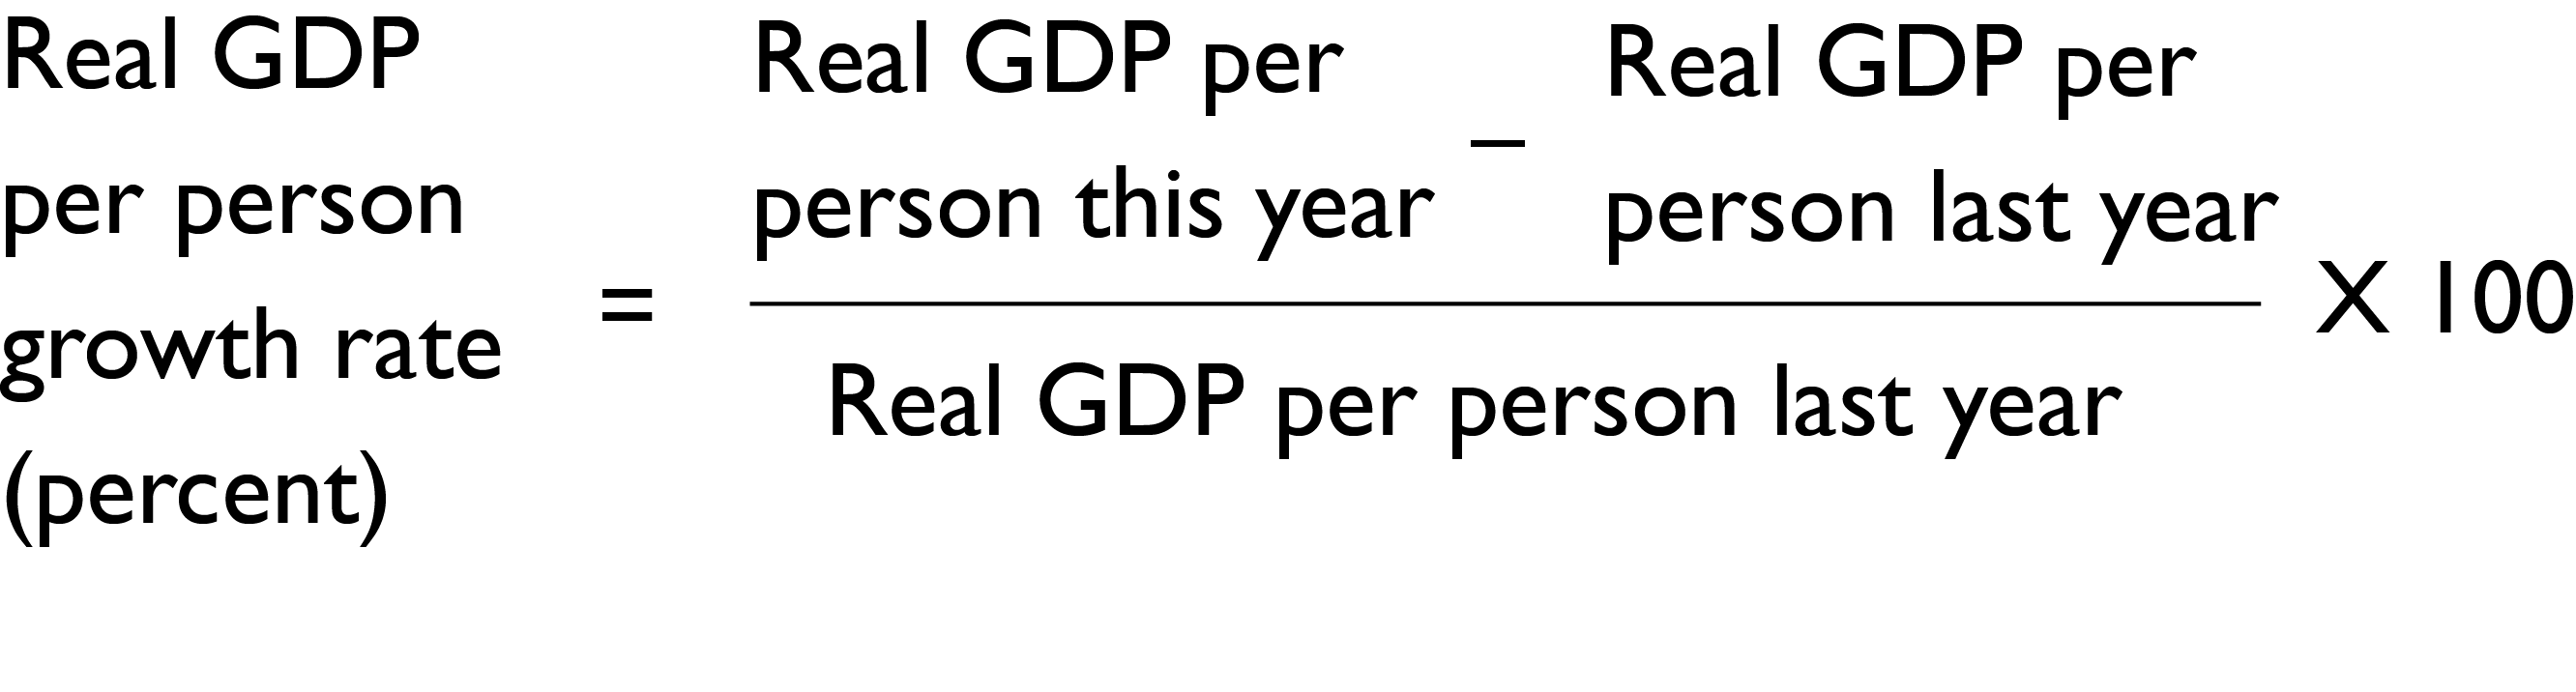 Real GDP
per person
growth rate
(percent)
=
Real GDP per
person this year
–
Real GDP per
person last year
Real GDP per person last year
X 100